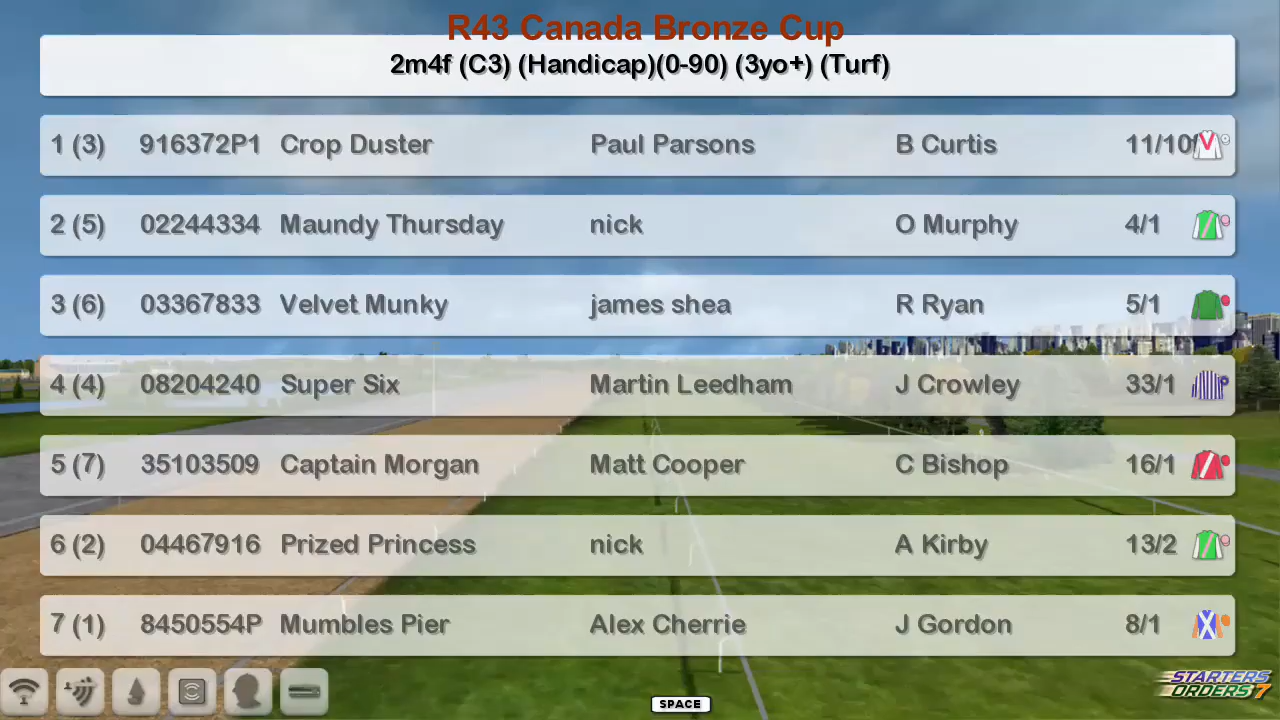 R43 Canada Bronze Cup
2m4f (C3) (Handicap)(0-90) (3yo+) (Turf)
1 (3) 916372P1 Crop Duster Paul Parsons B Curtis 11/10f
2 (5) 02244334 Maundy Thursday nick O Murphy 4/1
3 (6) 03367833 Velvet Munky james shea R Ryan 5/1
4 (4) 08204240 Super Six Martin Leedham J Crowley 33/1
5 (7) 35103509 Captain Morgan Matt Cooper C Bishop 16/1
6 (2) 04467916 Prized Princess nick A Kirby 13/2
7 (1) 8450554P Mumbles Pier Alex Cherrie J Gordon 8/1
STARTERS
ORDERS 7
SPACE